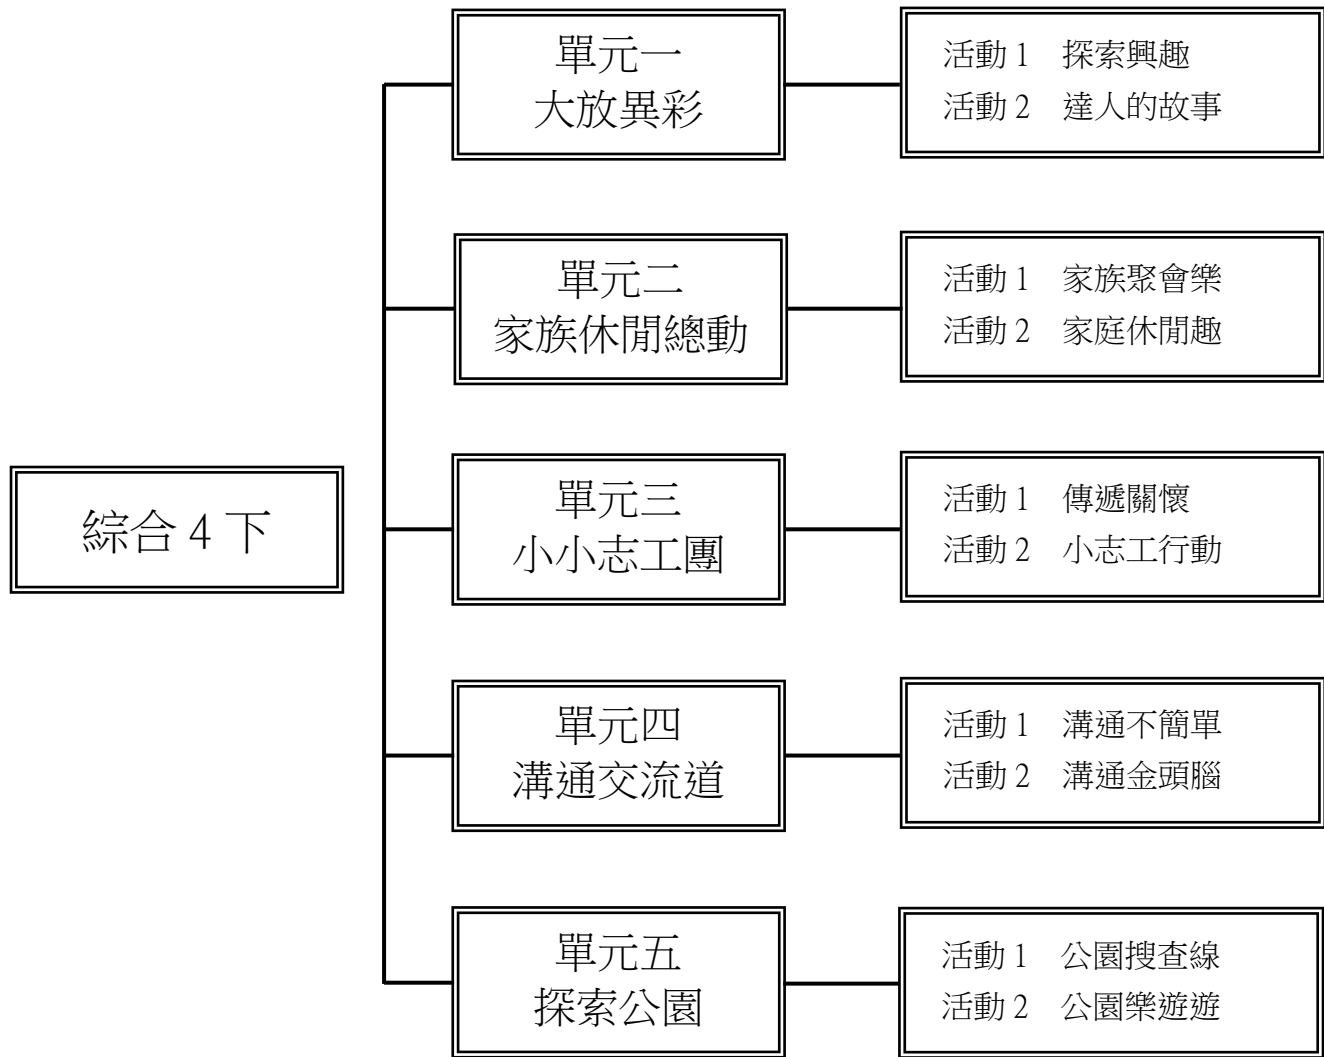 綜合 4 下
單元一
大放異彩
活動 1　探索興趣
活動 2　達人的故事
單元二
家族休閒總動
活動 1　家族聚會樂
活動 2　家庭休閒趣
單元三
小小志工團
活動 1　傳遞關懷
活動 2　小志工行動
單元四
溝通交流道
活動 1　溝通不簡單
活動 2　溝通金頭腦
單元五
探索公園
活動 1　公園搜查線
活動 2　公園樂遊遊